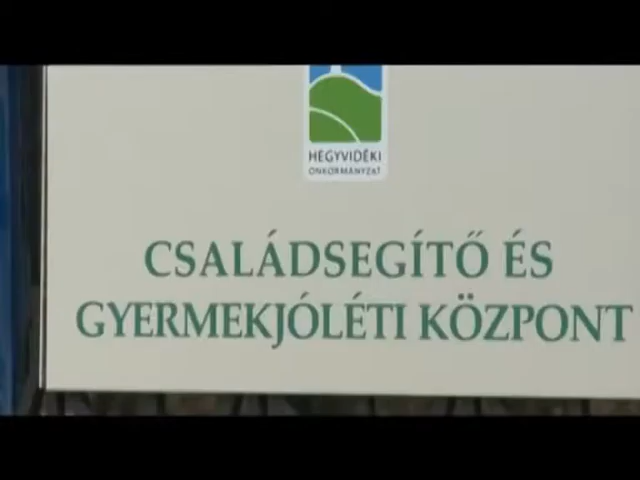 HEGYVIDÉKI
ÖNKORMÁNYZAT
CSALÁDSEGÍTŐ ÉS
GYERMEKJÓLÉTI KÖZPONT